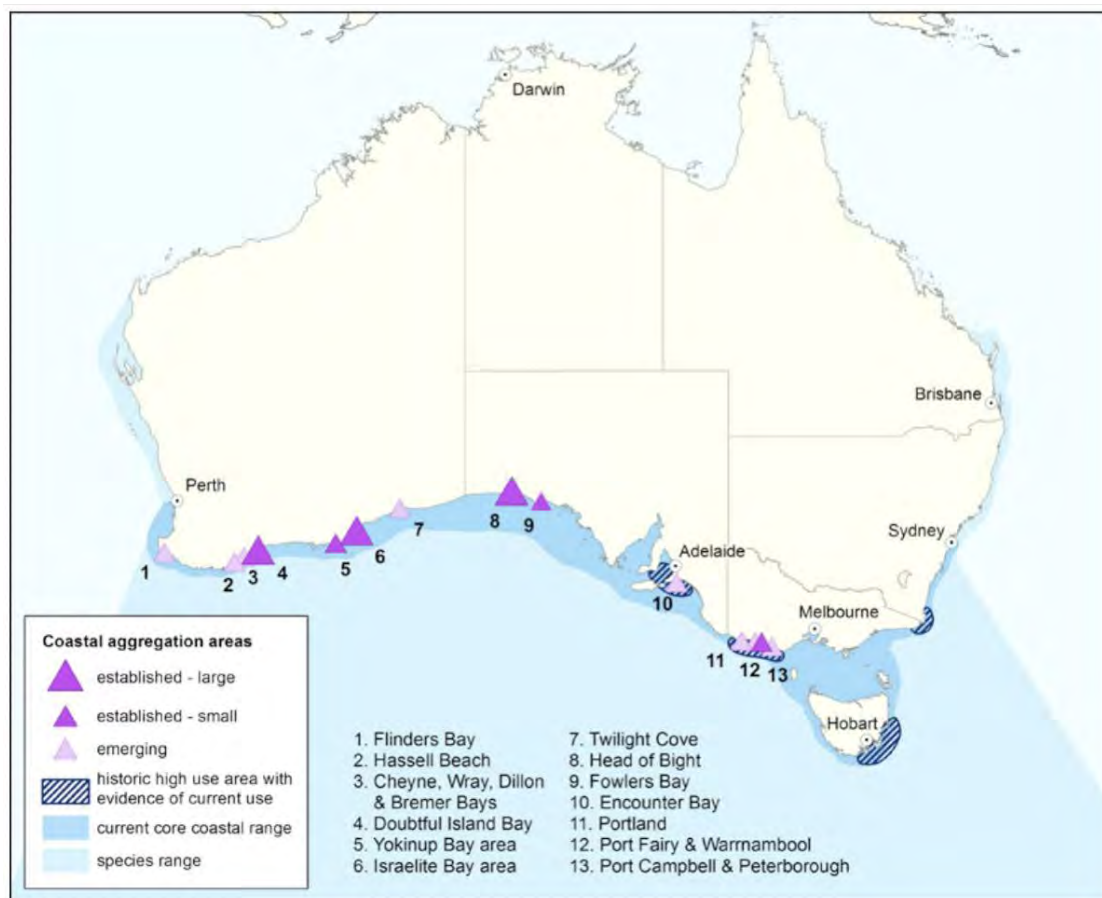 Darwin
Brisbane
Perth
Sydney
Adelaide
Melbourne
Hobart
1
2
3
4
5
6
7
8
9
10
11
12
13
Coastal aggregation areas
established - large
established - small
emerging
historic high use area with
evidence of current use
current core coastal range
species range
1. Flinders Bay
2. Hassell Beach
3. Cheyne, Wray, Dillon
& Bremer Bays
4. Doubtful Island Bay
5. Yokinup Bay area
6. Israelite Bay area
7. Twilight Cove
8. Head of Bight
9. Fowlers Bay
10. Encounter Bay
11. Portland
12. Port Fairy & Warrnambool
13. Port Campbell & Peterborough